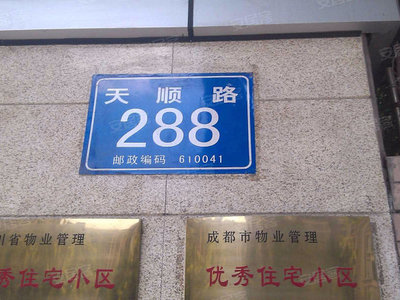 天顺路
288
邮政编码 610041
川省物业管理
秀住宅小区
成都市物业管理
优秀住宅小区